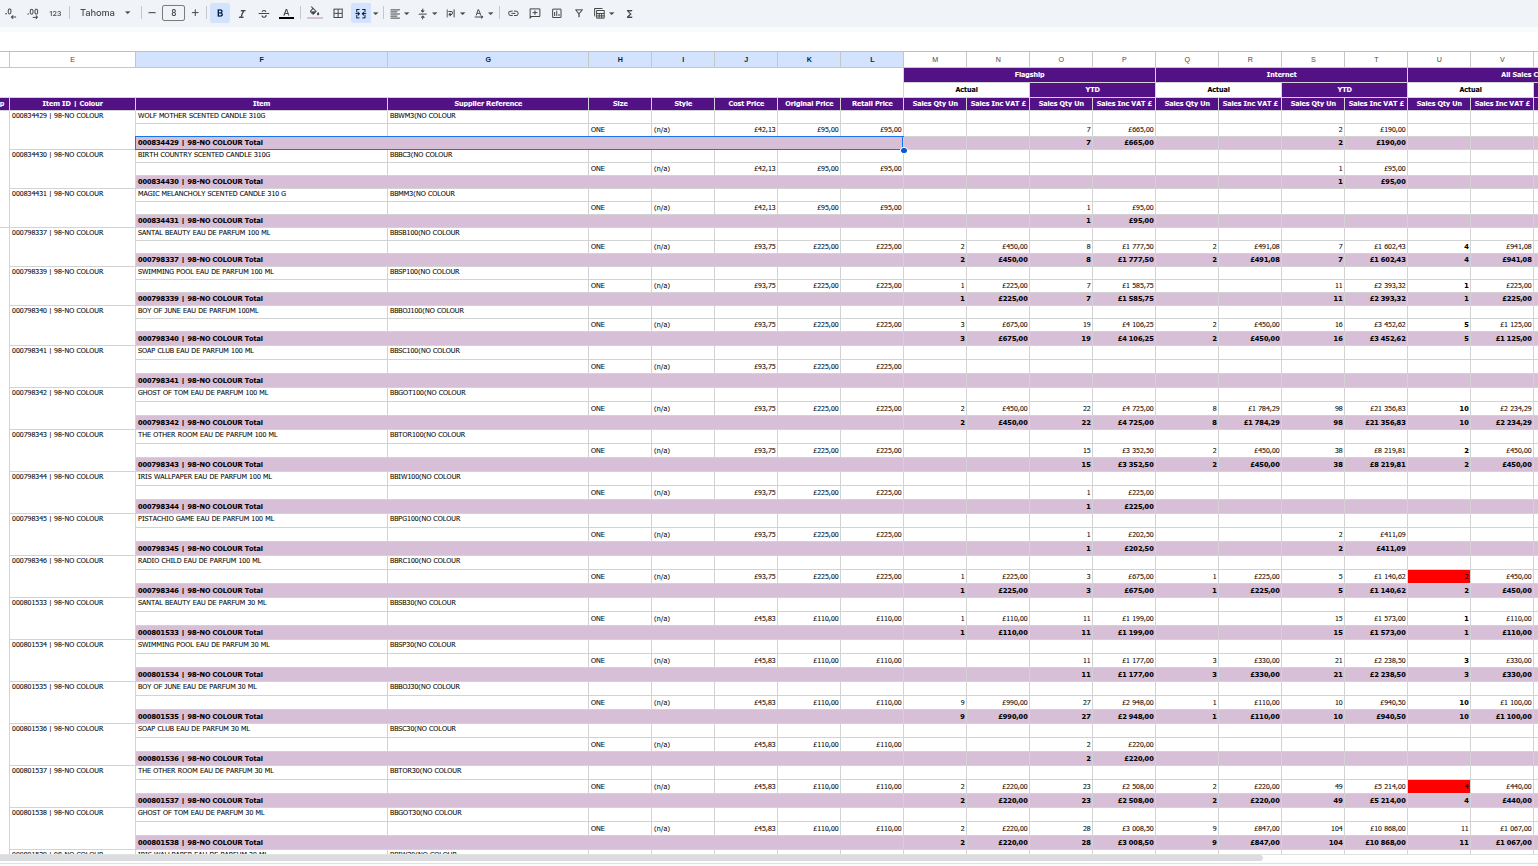 .0 .00 123 Tahoma − 8 + B I A Σ
E F G H I J K L M N O P Q R S T U V
Flagship Internet All Sales C
Actual YTD Actual YTD Actual
p Item ID | Colour Item Supplier Reference Size Style Cost Price Original Price Retail Price Sales Qty Un Sales Inc VAT £ Sales Qty Un Sales Inc VAT £ Sales Qty Un Sales Inc VAT £ Sales Qty Un Sales Inc VAT £ Sales Qty Un Sales Inc VAT £
000834429 | 98-NO COLOUR WOLF MOTHER SCENTED CANDLE 310G BBWM3(NO COLOUR
ONE (n/a) £42,13 £95,00 £95,00 7 £665,00 2 £190,00
000834429 | 98-NO COLOUR Total 7 £665,00 2 £190,00
000834430 | 98-NO COLOUR BIRTH COUNTRY SCENTED CANDLE 310G BBBC3(NO COLOUR
ONE (n/a) £42,13 £95,00 £95,00 1 £95,00
000834430 | 98-NO COLOUR Total 1 £95,00
000834431 | 98-NO COLOUR MAGIC MELANCHOLY SCENTED CANDLE 310 G BBMM3(NO COLOUR
ONE (n/a) £42,13 £95,00 £95,00 1 £95,00
000834431 | 98-NO COLOUR Total 1 £95,00
000798337 | 98-NO COLOUR SANTAL BEAUTY EAU DE PARFUM 100 ML BBSB100(NO COLOUR
ONE (n/a) £93,75 £225,00 £225,00 2 £450,00 8 £1 777,50 2 £491,08 7 £1 602,43 4 £941,08
000798337 | 98-NO COLOUR Total 2 £450,00 8 £1 777,50 2 £491,08 7 £1 602,43 4 £941,08
000798339 | 98-NO COLOUR SWIMMING POOL EAU DE PARFUM 100 ML BBSP100(NO COLOUR
ONE (n/a) £93,75 £225,00 £225,00 1 £225,00 7 £1 585,75 11 £2 393,32 1 £225,00
000798339 | 98-NO COLOUR Total 1 £225,00 7 £1 585,75 11 £2 393,32 1 £225,00
000798340 | 98-NO COLOUR BOY OF JUNE EAU DE PARFUM 100ML BBBOJ100(NO COLOUR
ONE (n/a) £93,75 £225,00 £225,00 3 £675,00 19 £4 106,25 2 £450,00 16 £3 452,62 5 £1 125,00
000798340 | 98-NO COLOUR Total 3 £675,00 19 £4 106,25 2 £450,00 16 £3 452,62 5 £1 125,00
000798341 | 98-NO COLOUR SOAP CLUB EAU DE PARFUM 100 ML BBSC100(NO COLOUR
ONE (n/a) £93,75 £225,00 £225,00
000798341 | 98-NO COLOUR Total
000798342 | 98-NO COLOUR GHOST OF TOM EAU DE PARFUM 100 ML BBGOT100(NO COLOUR
ONE (n/a) £93,75 £225,00 £225,00 2 £450,00 22 £4 725,00 8 £1 784,29 98 £21 356,83 10 £2 234,29
000798342 | 98-NO COLOUR Total 2 £450,00 22 £4 725,00 8 £1 784,29 98 £21 356,83 10 £2 234,29
000798343 | 98-NO COLOUR THE OTHER ROOM EAU DE PARFUM 100 ML BBTOR100(NO COLOUR
ONE (n/a) £93,75 £225,00 £225,00 15 £3 352,50 2 £450,00 38 £8 219,81 2 £450,00
000798343 | 98-NO COLOUR Total 15 £3 352,50 2 £450,00 38 £8 219,81 2 £450,00
000798344 | 98-NO COLOUR IRIS WALLPAPER EAU DE PARFUM 100 ML BBIW100(NO COLOUR
ONE (n/a) £93,75 £225,00 £225,00 1 £225,00
000798344 | 98-NO COLOUR Total 1 £225,00
000798345 | 98-NO COLOUR PISTACHIO GAME EAU DE PARFUM 100 ML BBPG100(NO COLOUR
ONE (n/a) £93,75 £225,00 £225,00 1 £202,50 2 £411,09
000798345 | 98-NO COLOUR Total 1 £202,50 2 £411,09
000798346 | 98-NO COLOUR RADIO CHILD EAU DE PARFUM 100 ML BBRC100(NO COLOUR
ONE (n/a) £93,75 £225,00 £225,00 1 £225,00 3 £675,00 1 £225,00 5 £1 140,62 2 £450,00
000798346 | 98-NO COLOUR Total 1 £225,00 3 £675,00 1 £225,00 5 £1 140,62 2 £450,00
000801533 | 98-NO COLOUR SANTAL BEAUTY EAU DE PARFUM 30 ML BBSB30(NO COLOUR
ONE (n/a) £45,83 £110,00 £110,00 1 £110,00 11 £1 199,00 15 £1 573,00 1 £110,00
000801533 | 98-NO COLOUR Total 1 £110,00 11 £1 199,00 15 £1 573,00 1 £110,00
000801534 | 98-NO COLOUR SWIMMING POOL EAU DE PARFUM 30 ML BBSP30(NO COLOUR
ONE (n/a) £45,83 £110,00 £110,00 11 £1 177,00 3 £330,00 21 £2 238,50 3 £330,00
000801534 | 98-NO COLOUR Total 11 £1 177,00 3 £330,00 21 £2 238,50 3 £330,00
000801535 | 98-NO COLOUR BOY OF JUNE EAU DE PARFUM 30 ML BBBOJ30(NO COLOUR
ONE (n/a) £45,83 £110,00 £110,00 9 £990,00 27 £2 948,00 1 £110,00 10 £940,50 10 £1 100,00
000801535 | 98-NO COLOUR Total 9 £990,00 27 £2 948,00 1 £110,00 10 £940,50 10 £1 100,00
000801536 | 98-NO COLOUR SOAP CLUB EAU DE PARFUM 30 ML BBSC30(NO COLOUR
ONE (n/a) £45,83 £110,00 £110,00 2 £220,00
000801536 | 98-NO COLOUR Total 2 £220,00
000801537 | 98-NO COLOUR THE OTHER ROOM EAU DE PARFUM 30 ML BBTOR30(NO COLOUR
ONE (n/a) £45,83 £110,00 £110,00 2 £220,00 23 £2 508,00 2 £220,00 49 £5 214,00 4 £440,00
000801537 | 98-NO COLOUR Total 2 £220,00 23 £2 508,00 2 £220,00 49 £5 214,00 4 £440,00
000801538 | 98-NO COLOUR GHOST OF TOM EAU DE PARFUM 30 ML BBGOT30(NO COLOUR
ONE (n/a) £45,83 £110,00 £110,00 2 £220,00 28 £3 008,50 9 £847,00 104 £10 868,00 11 £1 067,00
000801538 | 98-NO COLOUR Total 2 £220,00 28 £3 008,50 9 £847,00 104 £10 868,00 11 £1 067,00